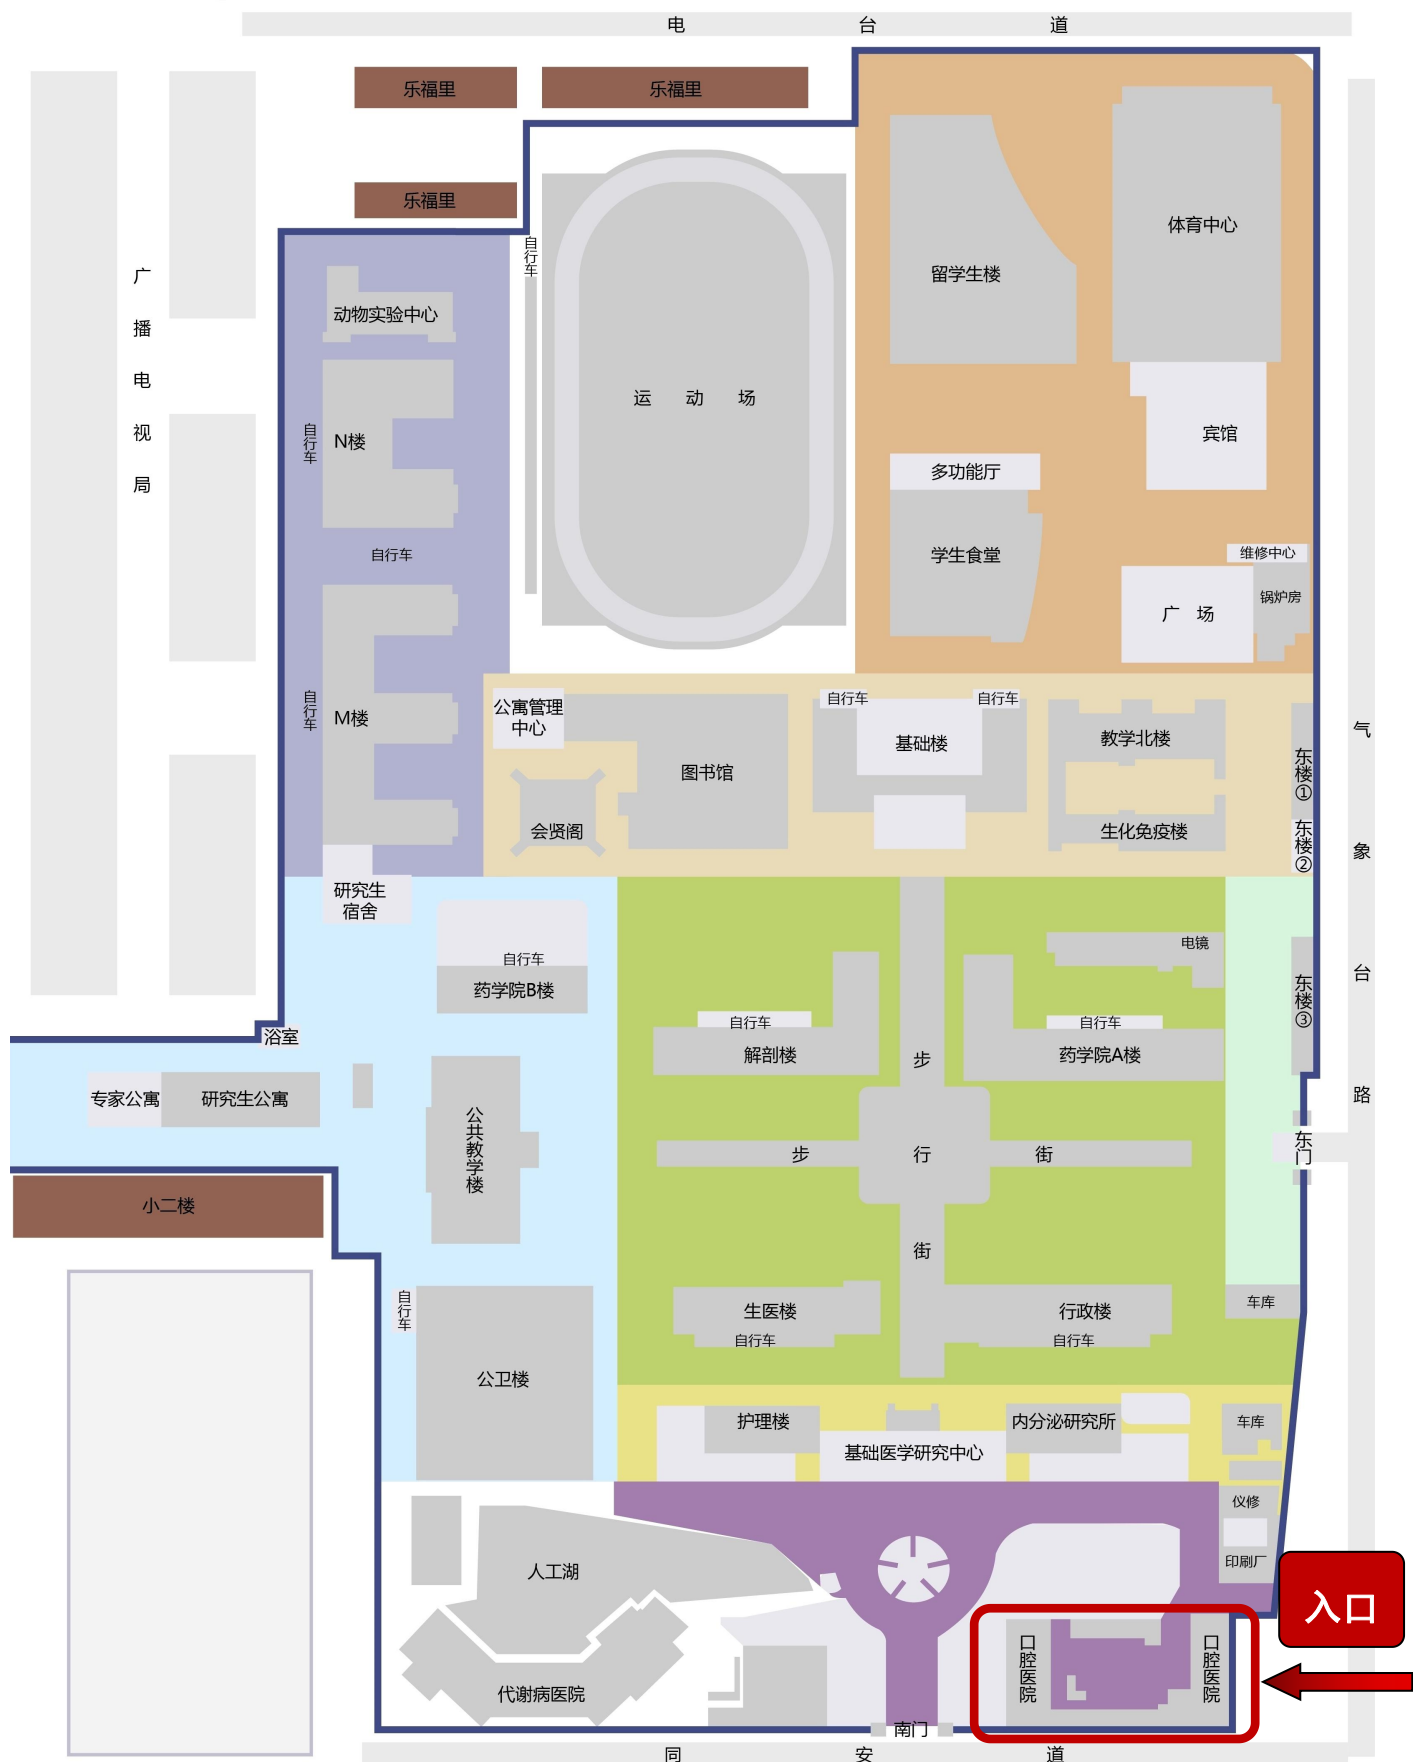 电台道
乐福里
乐福里
乐福里
广播电视局
自行车
动物实验中心
体育中心
留学生楼
运动场
自行车
N楼
宾馆
多功能厅
自行车
学生食堂
维修中心
锅炉房
广场
自行车
M楼
公寓管理
中心
自行车
自行车
基础楼
教学北楼
气象台路
图书馆
东楼①
会贤阁
生化免疫楼
东楼②
研究生
宿舍
自行车
药学院B楼
电镜
东楼③
浴室
自行车
解剖楼
自行车
药学院A楼
步行街
专家公寓
研究生公寓
公共教学楼
步行街
东门
小二楼
自行车
生医楼
自行车
行政楼
自行车
车库
公卫楼
护理楼
内分泌研究所
车库
基础医学研究中心
仪修
印刷厂
人工湖
入口
口腔医院
口腔医院
代谢病医院
南门
同安道